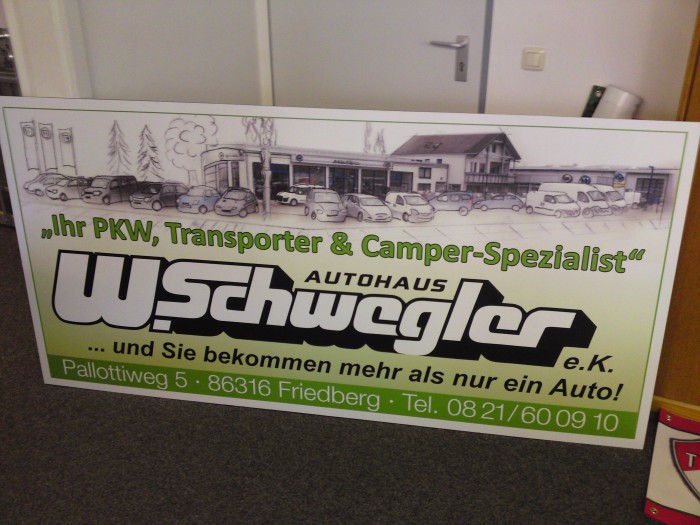 „Ihr PKW, Transporter & Camper-Spezialist“
AUTOHAUS
W.Schwegler e.K.
... und Sie bekommen mehr als nur ein Auto!
Pallottiweg 5 · 86316 Friedberg · Tel. 08 21/60 09 10
T